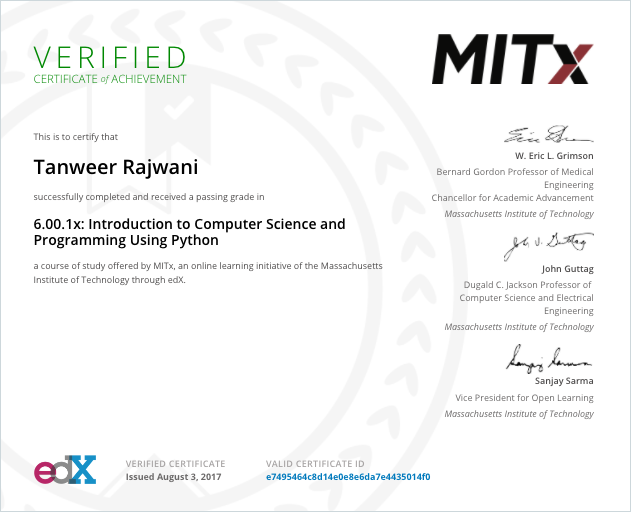 VERIFIED
CERTIFICATE of ACHIEVEMENT
MITx
This is to certify that
Tanweer Rajwani
successfully completed and received a passing grade in
6.00.1x: Introduction to Computer Science and
Programming Using Python
a course of study offered by MITx, an online learning initiative of the Massachusetts
Institute of Technology through edX.
W. Eric L. Grimson
Bernard Gordon Professor of Medical
Engineering
Chancellor for Academic Advancement
Massachusetts Institute of Technology
John Guttag
Dugald C. Jackson Professor of
Computer Science and Electrical
Engineering
Massachusetts Institute of Technology
Sanjay Sarma
Vice President for Open Learning
Massachusetts Institute of Technology
edX
VERIFIED CERTIFICATE
Issued August 3, 2017
VALID CERTIFICATE ID
e7495464c8d14e0e8e6da7e4435014f0